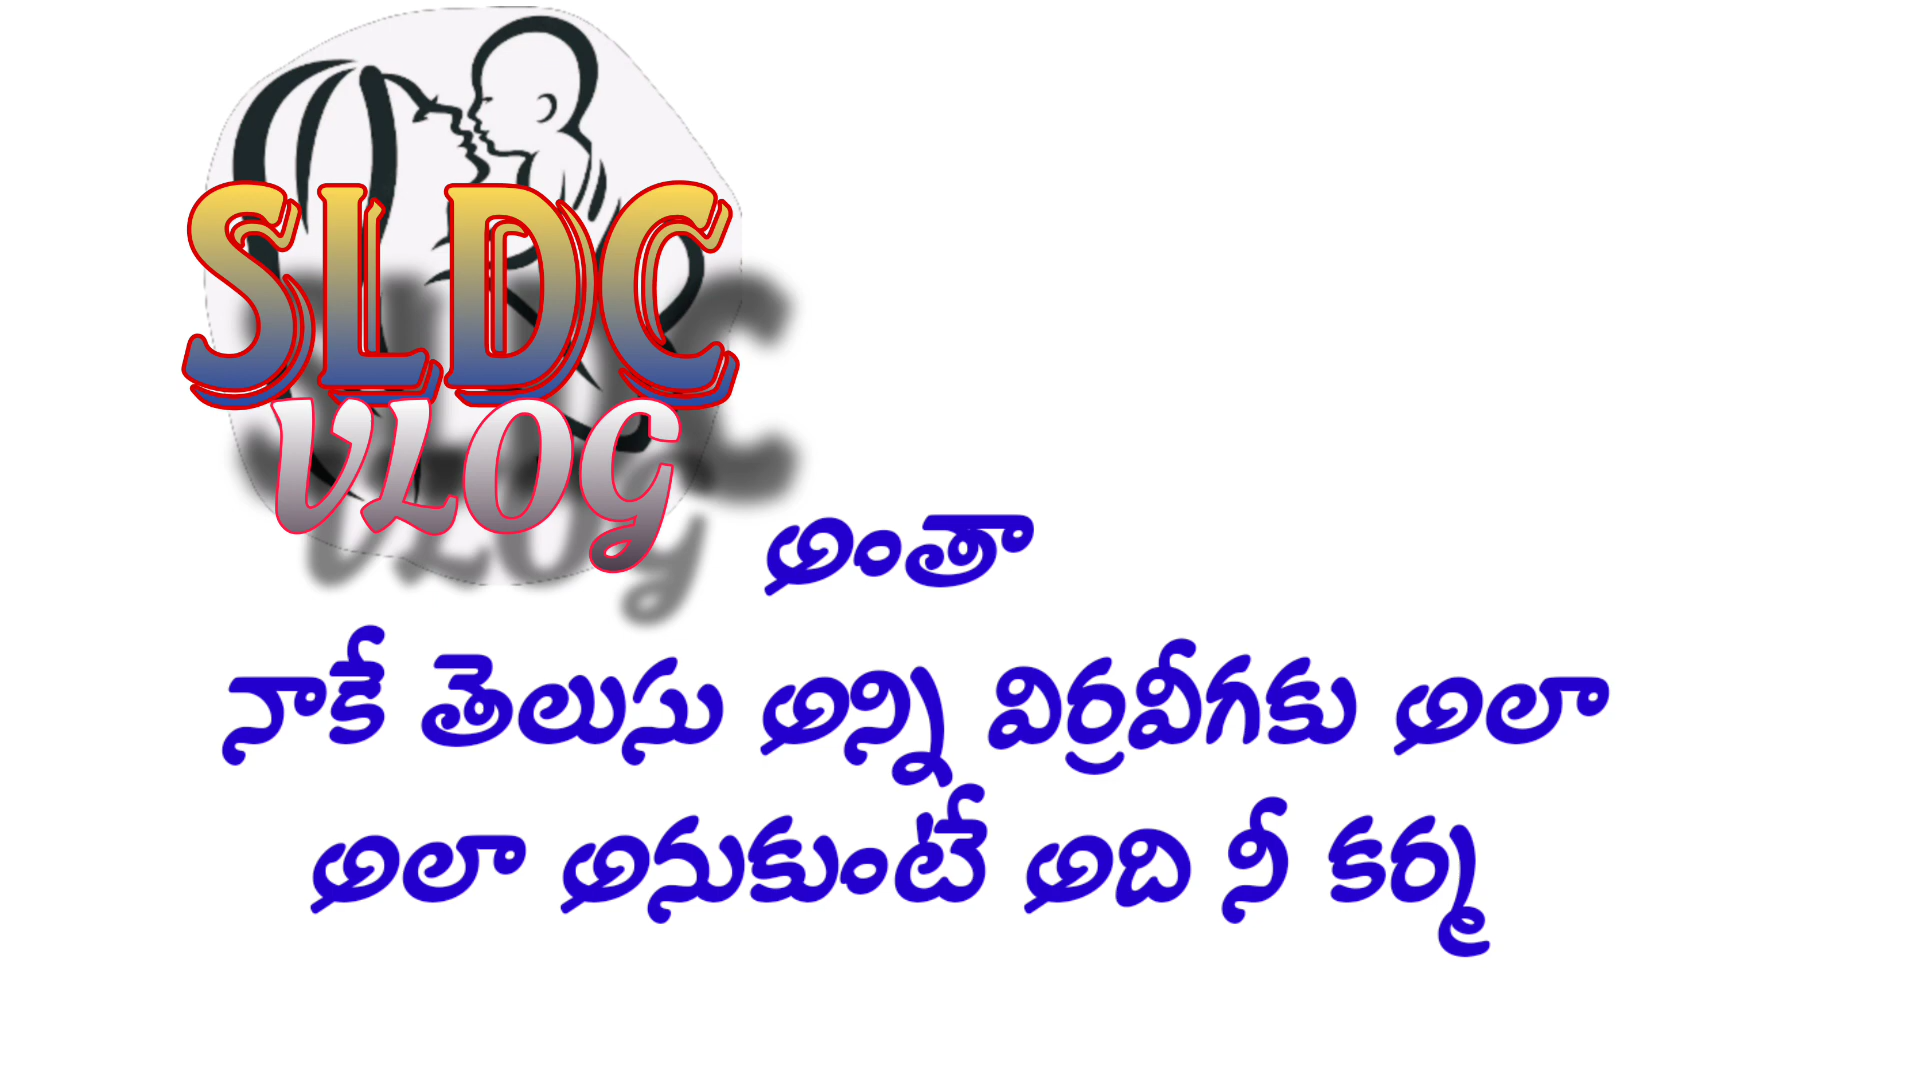 SLDC
VLOG
అంతా
నాకే తెలుసు అన్ని విర్రవీగకు అలా
అలా అనుకుంటే అది నీ కర్మ